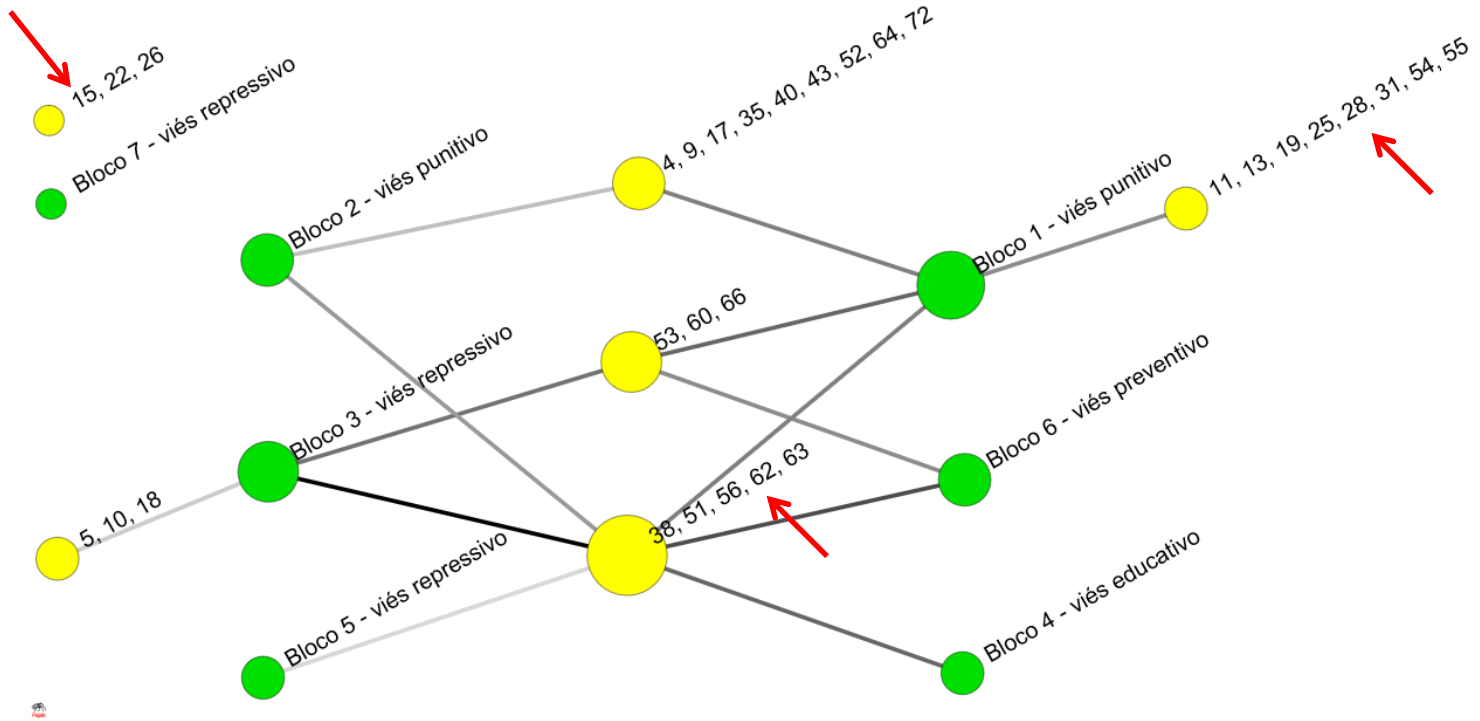 15, 22, 26
Bloco 7 - viés repressivo
Bloco 2 - viés punitivo
4, 9, 17, 35, 40, 43, 52, 64, 72
Bloco 1 - viés punitivo
11, 13, 19, 25, 28, 31, 54, 55
53, 60, 66
Bloco 3 - viés repressivo
Bloco 6 - viés preventivo
5, 10, 18
38, 51, 56, 62, 63
Bloco 5 - viés repressivo
Bloco 4 - viés educativo